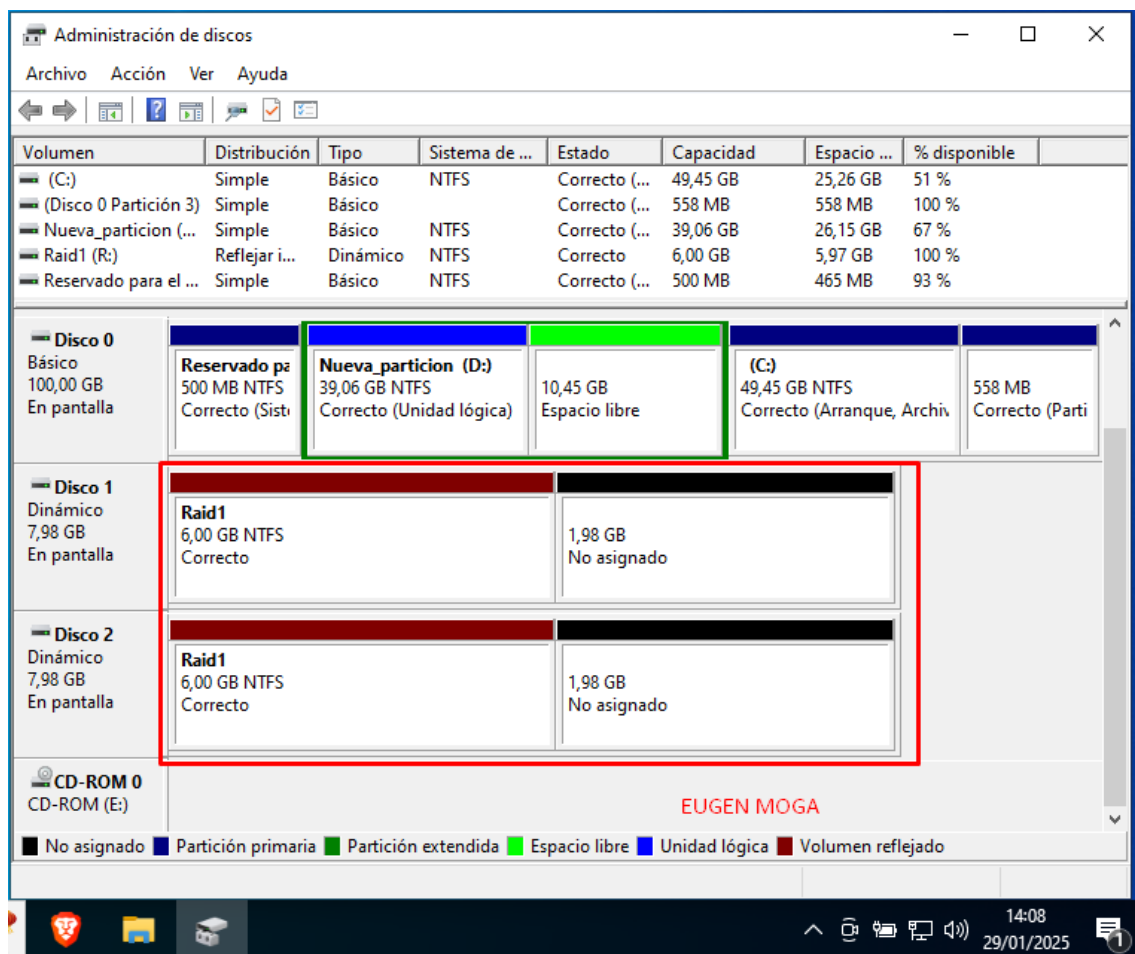 Administración de discos
Archivo Acción Ver Ayuda
Volumen Distribución Tipo Sistema de ... Estado Capacidad Espacio ... % disponible
(C:) Simple Básico NTFS Correcto (... 49,45 GB 25,26 GB 51 %
(Disco 0 Partición 3) Simple Básico Correcto (... 558 MB 558 MB 100 %
Nueva_particion (... Simple Básico NTFS Correcto (... 39,06 GB 26,15 GB 67 %
Raid1 (R:) Reflejar i... Dinámico NTFS Correcto 6,00 GB 5,97 GB 100 %
Reservado para el ... Simple Básico NTFS Correcto (... 500 MB 465 MB 93 %
Disco 0
Básico
100,00 GB
En pantalla
Reservado pa
500 MB NTFS
Correcto (Sist
Nueva_particion (D:)
39,06 GB NTFS
Correcto (Unidad lógica)
10,45 GB
Espacio libre
(C:)
49,45 GB NTFS
Correcto (Arranque, Archiv
558 MB
Correcto (Parti
Disco 1
Dinámico
7,98 GB
En pantalla
Raid1
6,00 GB NTFS
Correcto
1,98 GB
No asignado
Disco 2
Dinámico
7,98 GB
En pantalla
Raid1
6,00 GB NTFS
Correcto
1,98 GB
No asignado
CD-ROM 0
CD-ROM (E:)
EUGEN MOGA
No asignado Partición primaria Partición extendida Espacio libre Unidad lógica Volumen reflejado
14:08
29/01/2025
1